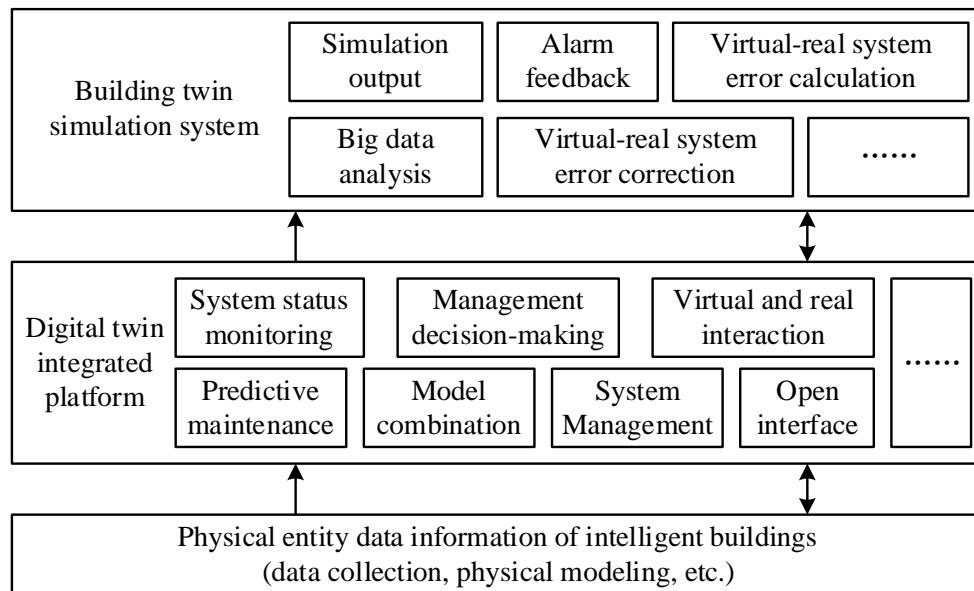 Building twin
simulation system
Simulation
output
Alarm
feedback
Virtual-real system
error calculation
Big data
analysis
Virtual-real system
error correction
......
Digital twin
integrated
platform
System status
monitoring
Management
decision-making
Virtual and real
interaction
Predictive
maintenance
Model
combination
System
Management
Open
interface
......
Physical entity data information of intelligent buildings
(data collection, physical modeling, etc.)